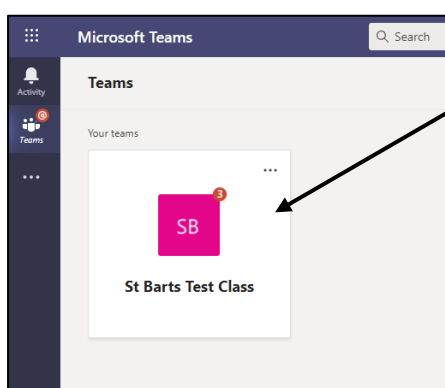 Microsoft Teams
Search
Activity
Teams
@
Teams
Your teams
3
SB
St Barts Test Class